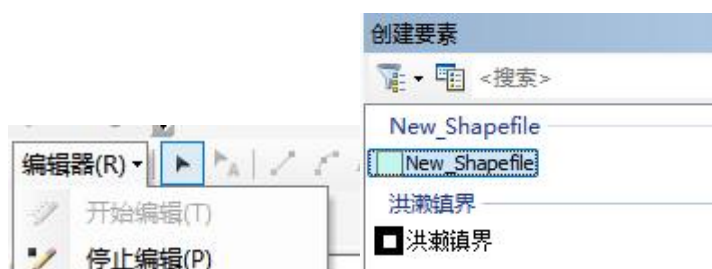 编辑器(R)
开始编辑(T)
停止编辑(P)
创建要素
<搜索>
New_Shapefile
New_Shapefile
洪濑镇界
洪濑镇界